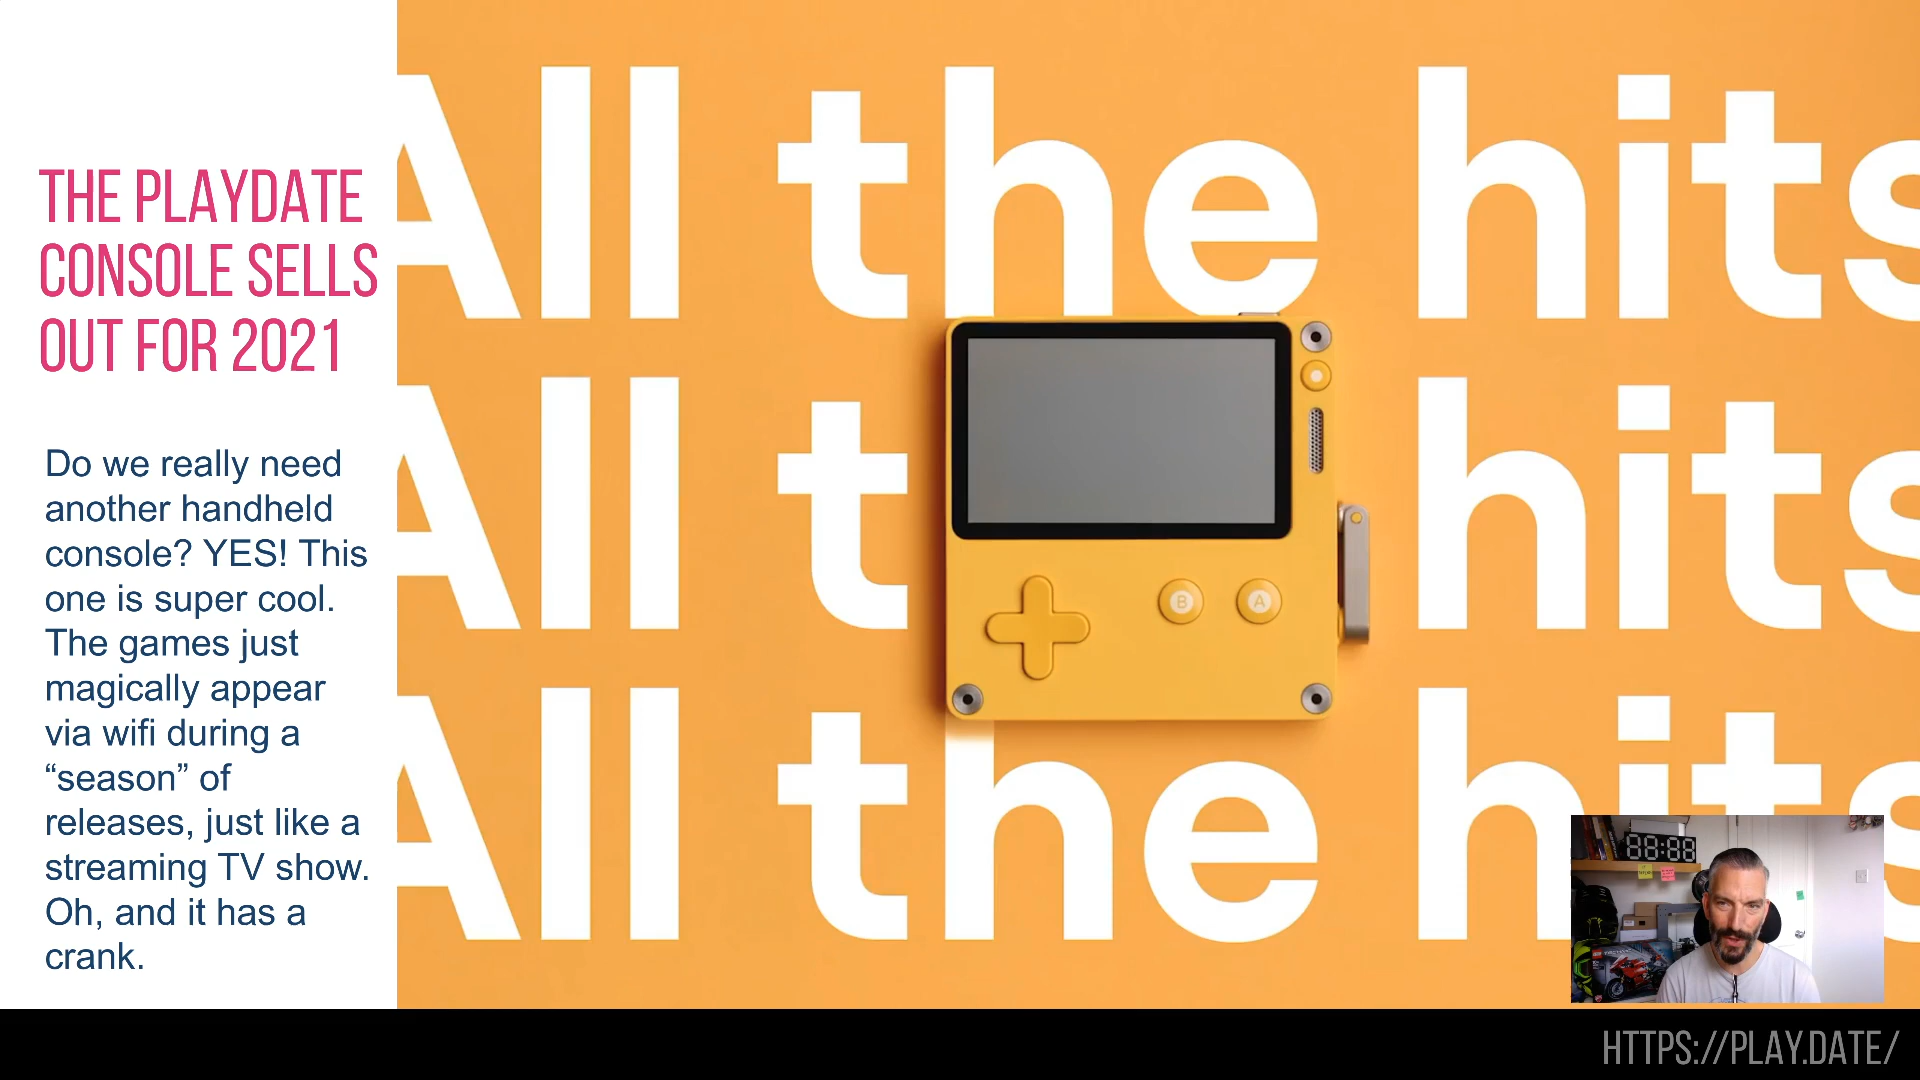 THE PLAYDATE
CONSOLE SELLS
OUT FOR 2021
Do we really need
another handheld
console? YES! This
one is super cool.
The games just
magically appear
via wifi during a
“season” of
releases, just like a
streaming TV show.
Oh, and it has a
crank.
All the hits
All t hits
All the hits
B A
HTTPS://PLAY.DATE/